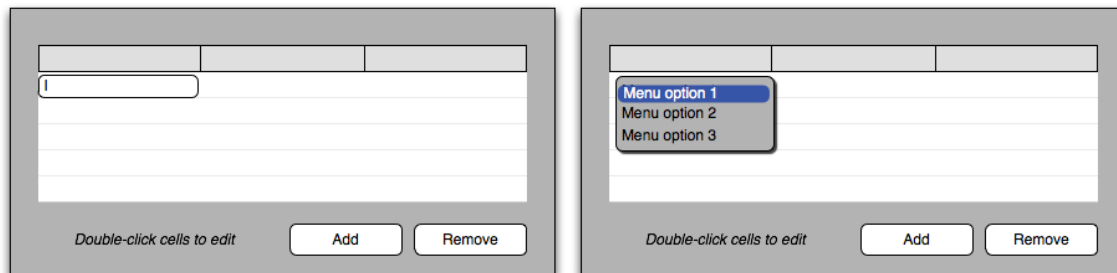 Double-click cells to edit
Add
Remove
Menu option 1
Menu option 2
Menu option 3
Double-click cells to edit
Add
Remove